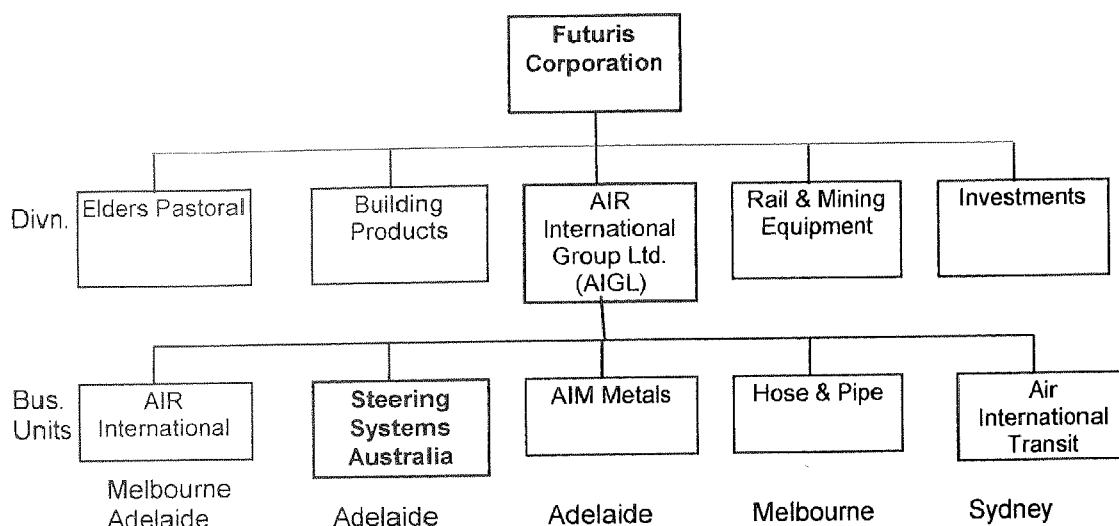 Futuris
Corporation
Divn.
Elders Pastoral
Building
Products
AIR
International
Group Ltd.
(AIGL)
Rail & Mining
Equipment
Investments
Bus.
Units
AIR
International
Steering
Systems
Australia
AIM Metals
Hose & Pipe
Air
International
Transit
Melbourne
Adelaide
Adelaide
Adelaide
Melbourne
Sydney